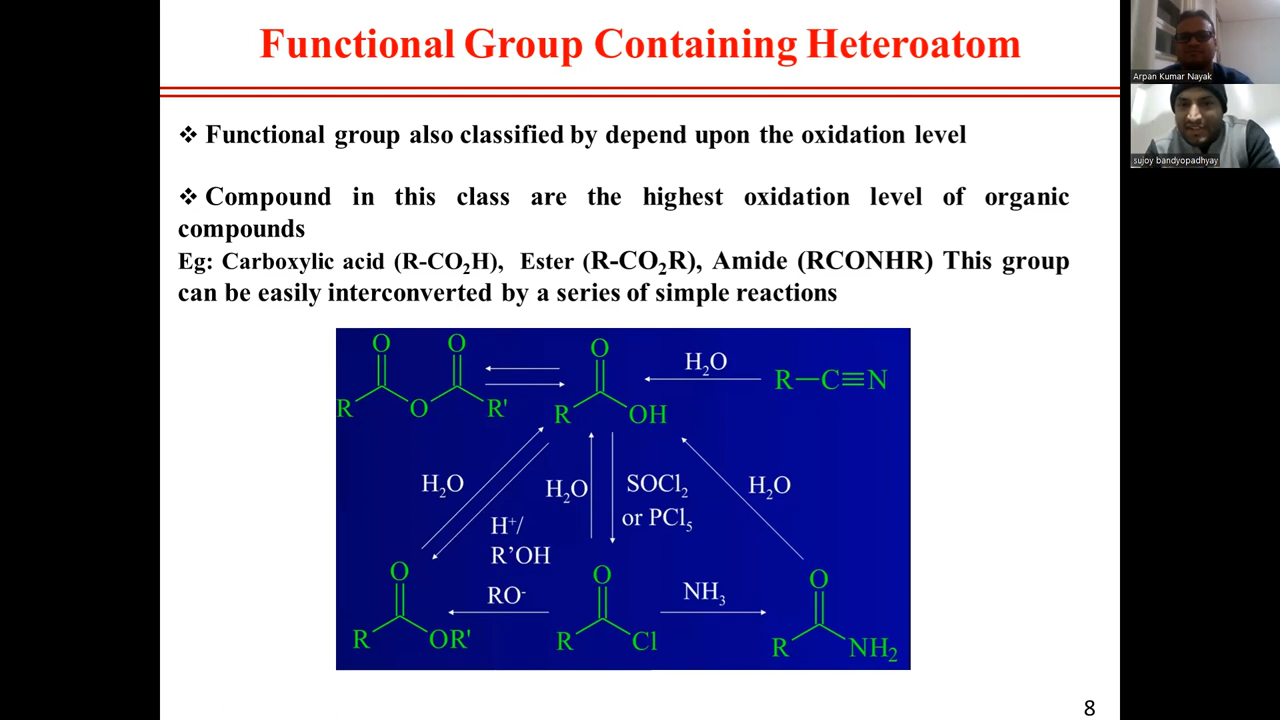 Functional Group Containing Heteroatom
Arpan Kumar Nayak
sujoy bandyopadhyay
❖ Functional group also classified by depend upon the oxidation level
❖ Compound in this class are the highest oxidation level of organic
compounds
Eg: Carboxylic acid (R-CO₂H), Ester (R-CO₂R), Amide (RCONHR) This group
can be easily interconverted by a series of simple reactions
O O O
H₂O
R—C≡N
R O R' R OH
H₂O H₂O SOCl₂ H₂O
or PCl₅
H⁺/
R’OH
O O O
RO⁻ NH₃
R OR' R Cl R NH₂
8